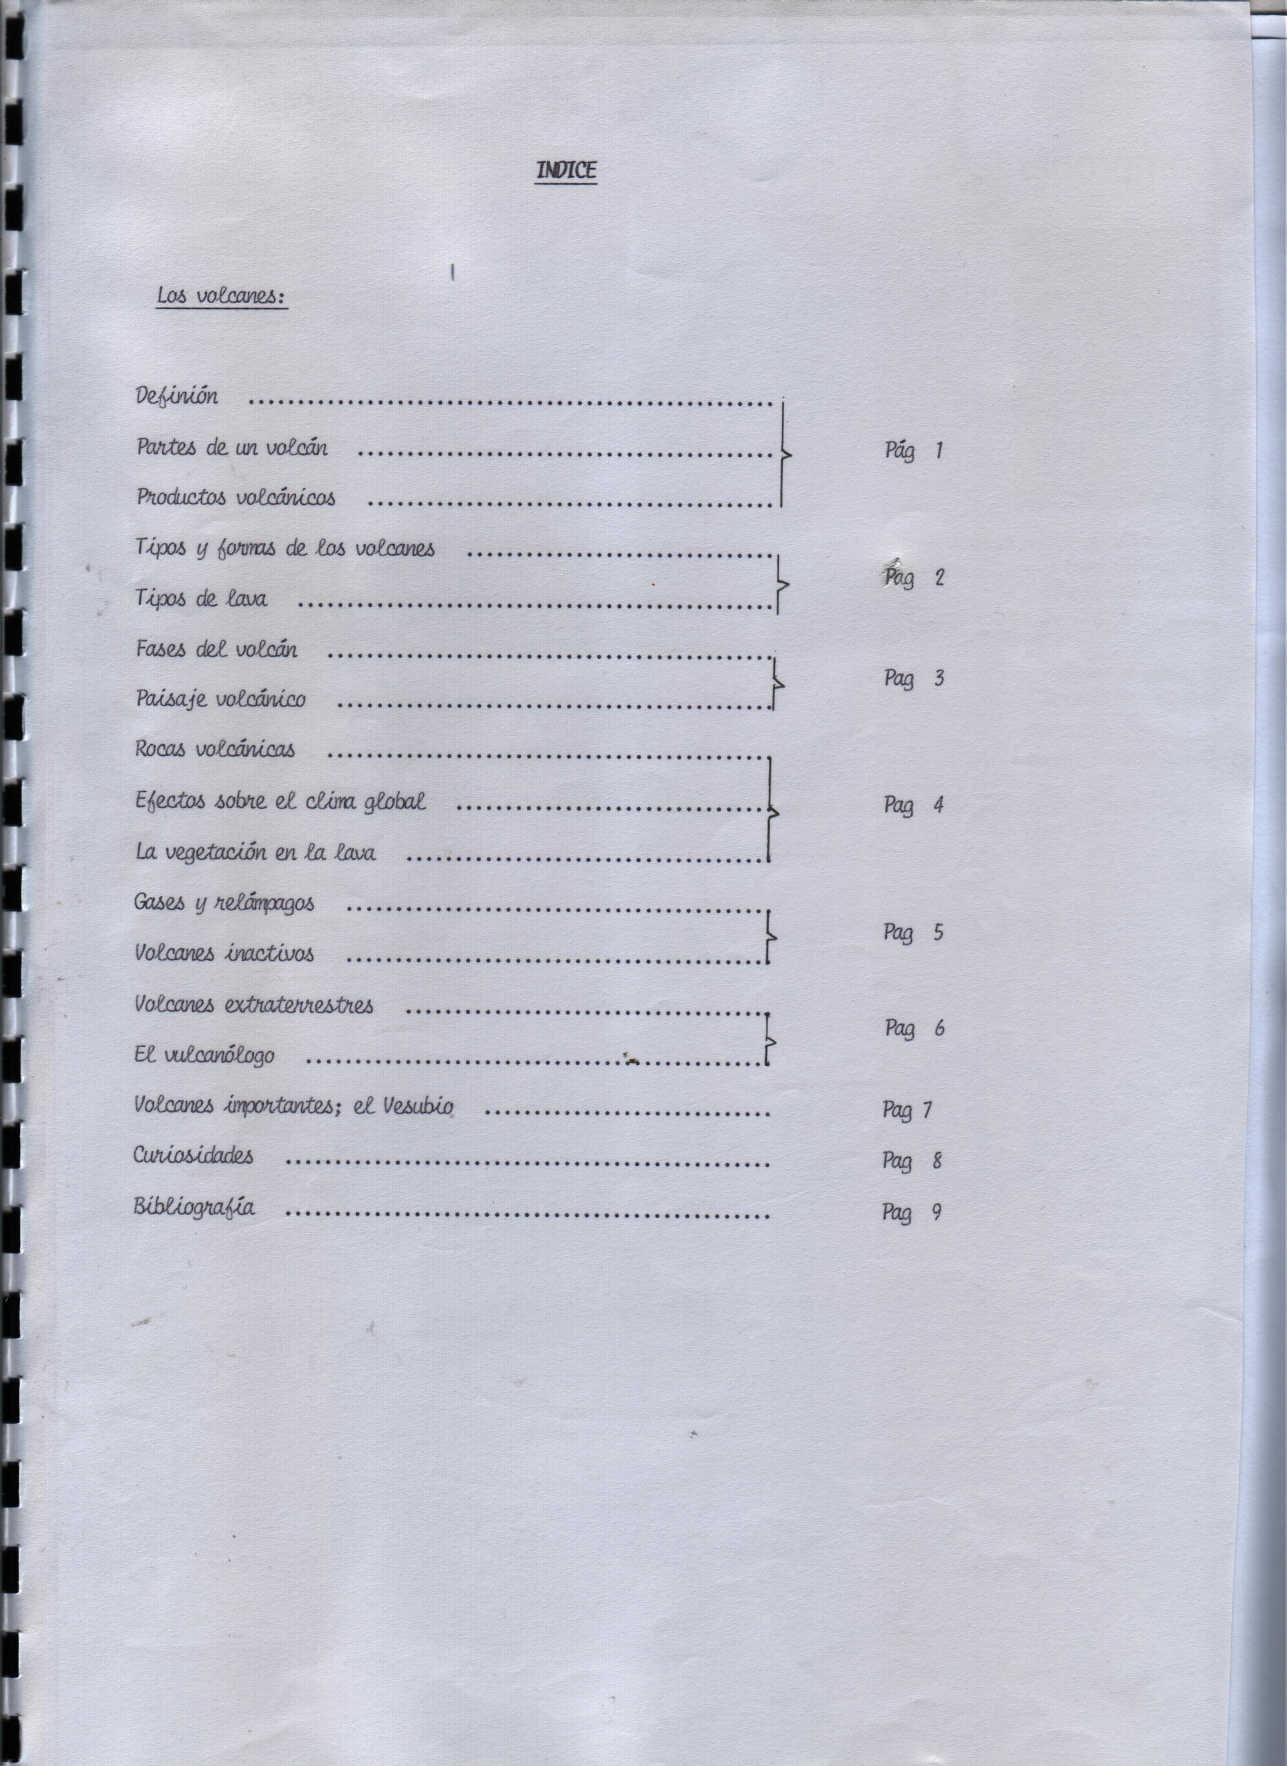 INDICE
Los volcanes:
Definión ......................................................
Partes de un volcán .......................................... Pág 1
Productos volcánicos .........................................
Tipos y formas de los volcanes ...............................
Pag 2
Tipos de lava ................................................
Fases del volcán .............................................
Pag 3
Paisaje volcánico ............................................
Rocas volcánicas .............................................
Efectos sobre el clima global ................................ Pag 4
La vegetación en la lava .....................................
Gases y relámpagos ...........................................
Pag 5
Volcanes inactivos ...........................................
Volcanes extraterrestres .....................................
Pag 6
El vulcanólogo ...............................................
Volcanes importantes; el Vesubio ............................. Pag 7
Curiosidades ................................................. Pag 8
Bibliografía ................................................. Pag 9